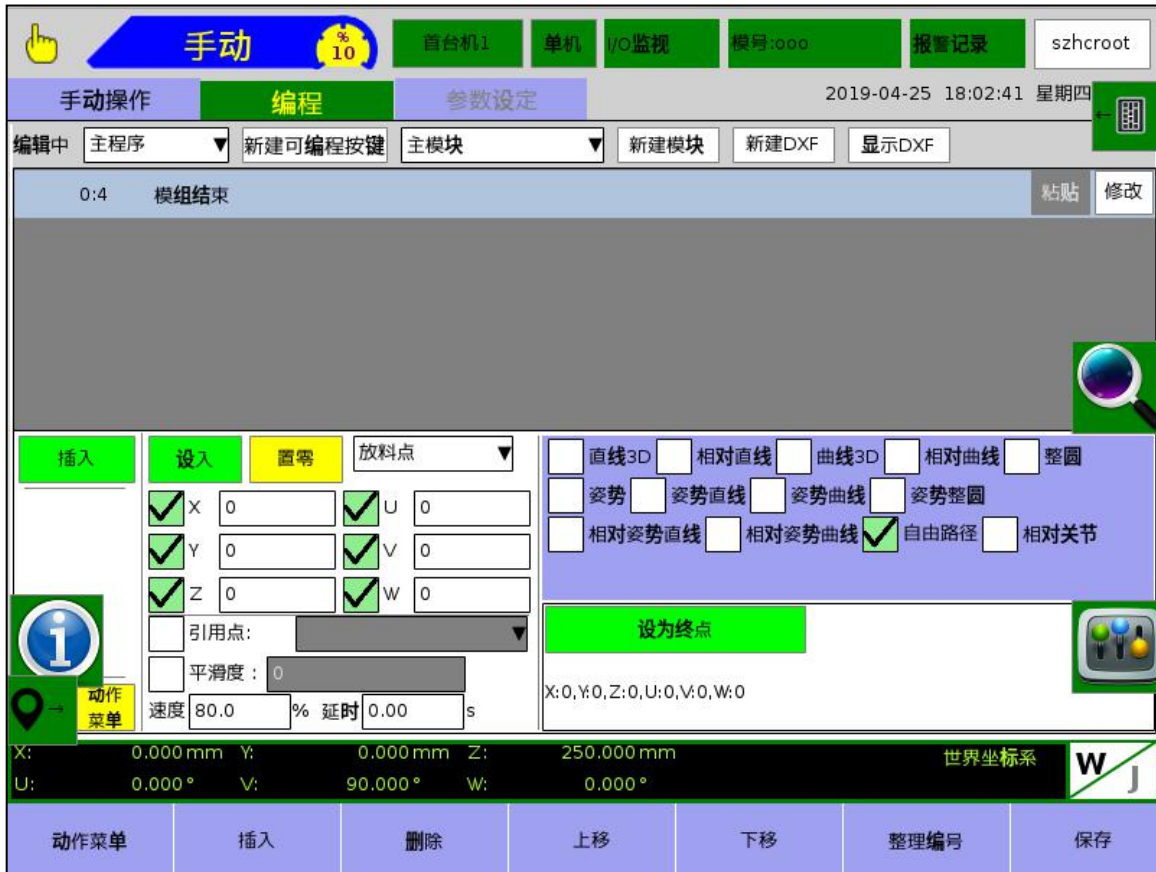 手动 % 10 首台机1 单机 I/O监视 模号:ooo 报警记录 szhcroot
手动操作 编程 参数设定 2019-04-25 18:02:41 星期四
编辑中 主程序 新建可编程按键 主模块 新建模块 新建DXF 显示DXF
0:4 模组结束 粘贴 修改
插入 设入 置零 放料点
X 0 U 0
Y 0 V 0
Z 0 W 0
引用点:
平滑度： 0
动作菜单 速度 80.0 % 延时 0.00 s
直线3D 相对直线 曲线3D 相对曲线 整圆
姿势 姿势直线 姿势曲线 姿势整圆
相对姿势直线 相对姿势曲线 自由路径 相对关节
设为终点
X:0,Y:0,Z:0,U:0,V:0,W:0
X: 0.000mm Y: 0.000mm Z: 250.000mm 世界坐标系 W J
U: 0.000° V: 90.000° W: 0.000°
动作菜单 插入 删除 上移 下移 整理编号 保存